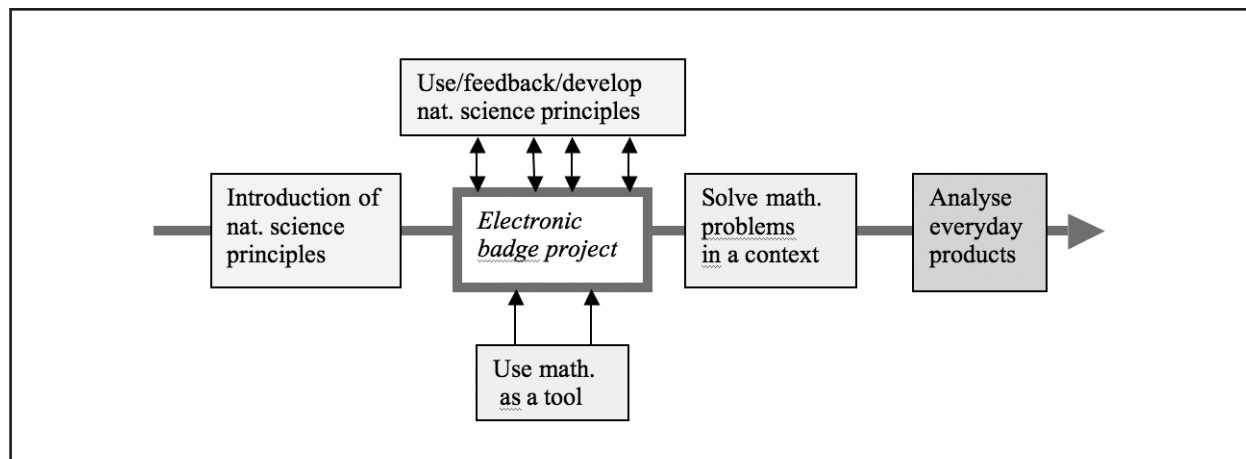 Use/feedback/develop
nat. science principles
Introduction of
nat. science
principles
Electronic
badge project
Solve math.
problems
in a context
Analyse
everyday
products
Use math.
as a tool